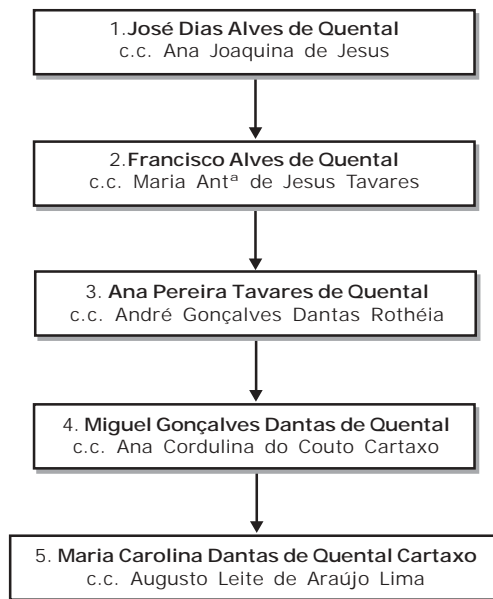 1.José Dias Alves de Quental
c.c. Ana Joaquina de Jesus
2.Francisco Alves de Quental
c.c. Maria Antª de Jesus Tavares
3. Ana Pereira Tavares de Quental
c.c. André Gonçalves Dantas Rothéia
4. Miguel Gonçalves Dantas de Quental
c.c. Ana Cordulina do Couto Cartaxo
5. Maria Carolina Dantas de Quental Cartaxo
c.c. Augusto Leite de Araújo Lima